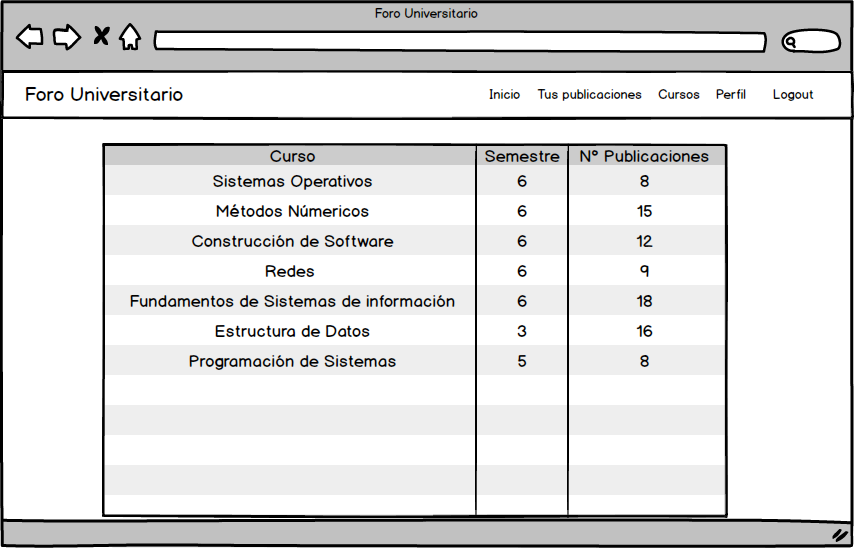 Foro Universitario
Foro Universitario Inicio Tus publicaciones Cursos Perfil Logout
Curso Semestre Nº Publicaciones
Sistemas Operativos 6 8
Métodos Númericos 6 15
Construcción de Software 6 12
Redes 6 9
Fundamentos de Sistemas de información 6 18
Estructura de Datos 3 16
Programación de Sistemas 5 8